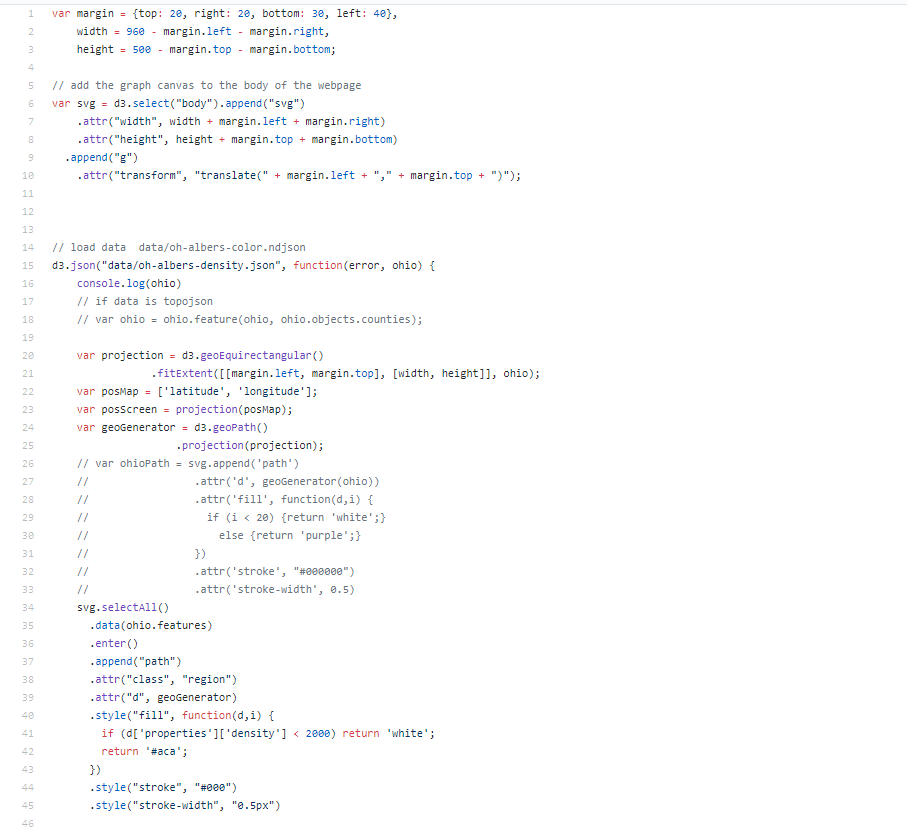 1 var margin = {top: 20, right: 20, bottom: 30, left: 40},
2     width = 960 - margin.left - margin.right,
3     height = 500 - margin.top - margin.bottom;
4
5 // add the graph canvas to the body of the webpage
6 var svg = d3.select("body").append("svg")
7     .attr("width", width + margin.left + margin.right)
8     .attr("height", height + margin.top + margin.bottom)
9   .append("g")
10     .attr("transform", "translate(" + margin.left + "," + margin.top + ")");
11
12
13
14 // load data  data/oh-albers-color.ndjson
15 d3.json("data/oh-albers-density.json", function(error, ohio) {
16     console.log(ohio)
17     // if data is topojson
18     // var ohio = ohio.feature(ohio, ohio.objects.counties);
19
20     var projection = d3.geoEquirectangular()
21                 .fitExtent([[margin.left, margin.top], [width, height]], ohio);
22     var posMap = ['latitude', 'longitude'];
23     var posScreen = projection(posMap);
24     var geoGenerator = d3.geoPath()
25                     .projection(projection);
26     // var ohioPath = svg.append('path')
27     //                 .attr('d', geoGenerator(ohio))
28     //                 .attr('fill', function(d,i) {
29     //                   if (i < 20) {return 'white';}
30     //                     else {return 'purple';}
31     //                 })
32     //                 .attr('stroke', "#000000")
33     //                 .attr('stroke-width', 0.5)
34     svg.selectAll()
35       .data(ohio.features)
36       .enter()
37       .append("path")
38       .attr("class", "region")
39       .attr("d", geoGenerator)
40       .style("fill", function(d,i) {
41         if (d['properties']['density'] < 2000) return 'white';
42         return '#aca';
43       })
44       .style("stroke", "#000")
45       .style("stroke-width", "0.5px")
46